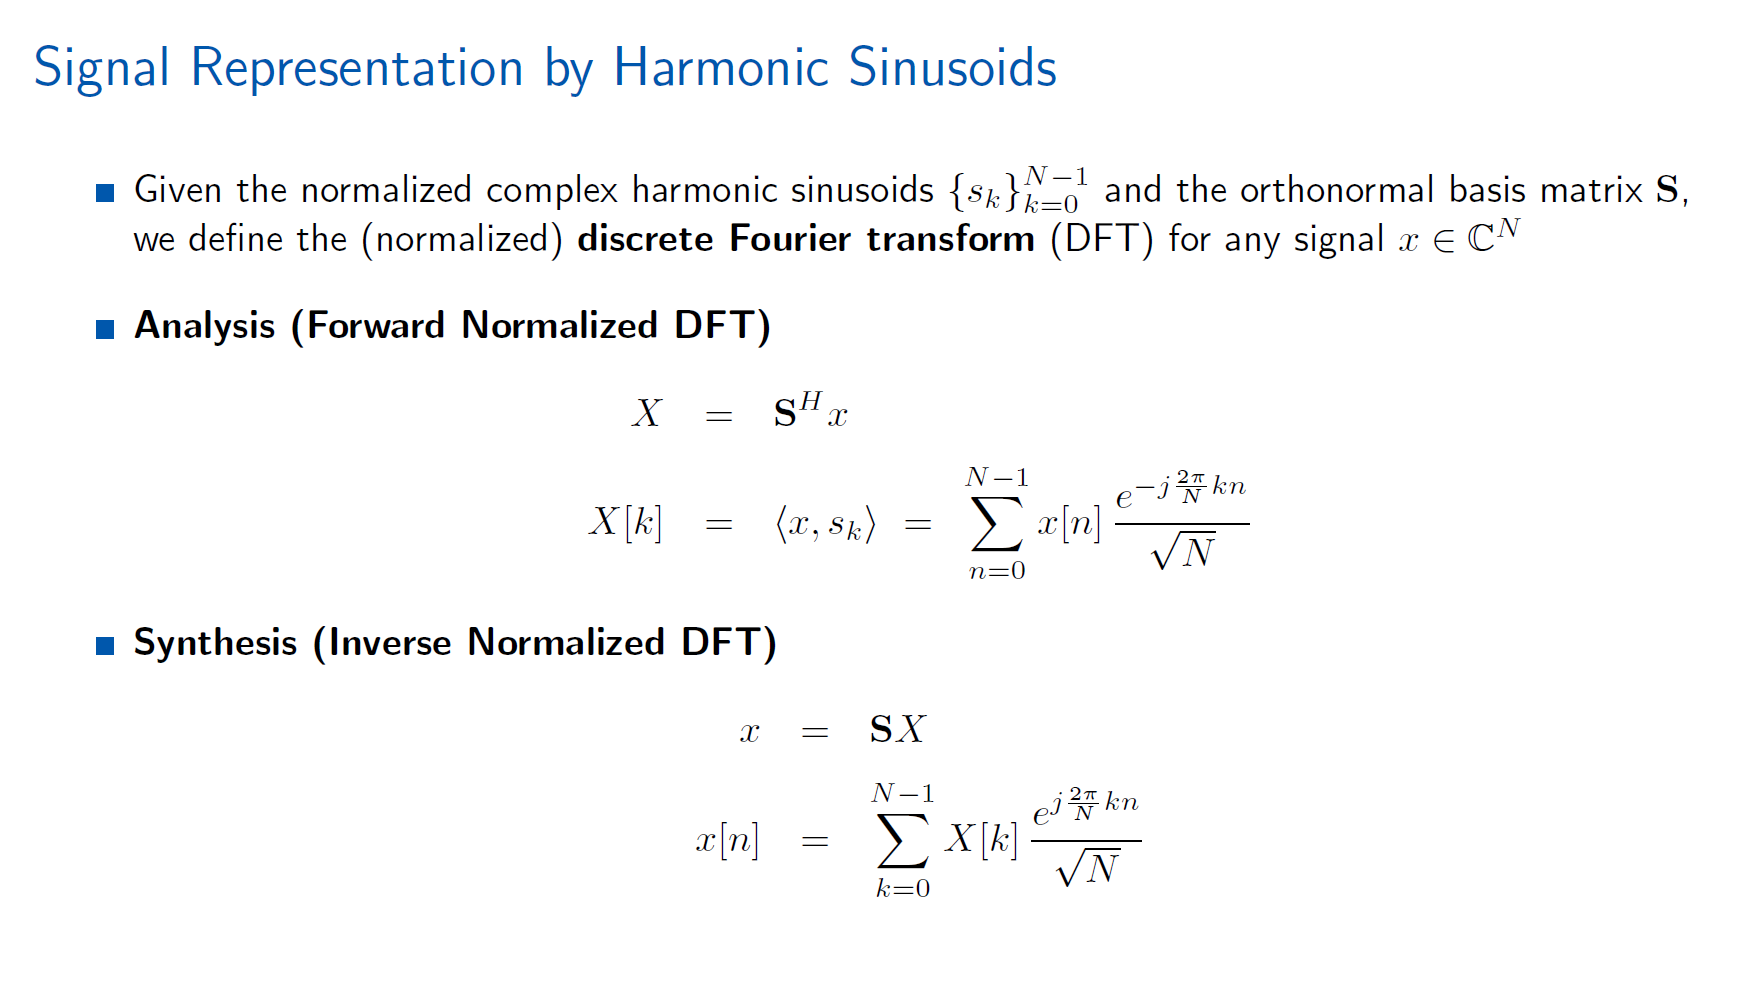 Signal Representation by Harmonic Sinusoids
Given the normalized complex harmonic sinusoids $\{s_k\}_{k=0}^{N-1}$ and the orthonormal basis matrix $\mathbf{S}$,
we define the (normalized) discrete Fourier transform (DFT) for any signal $x \in \mathbb{C}^N$
Analysis (Forward Normalized DFT)
$X = \mathbf{S}^H x$
$X[k] = \langle x, s_k \rangle = \sum_{n=0}^{N-1} x[n] \frac{e^{-j\frac{2\pi}{N}kn}}{\sqrt{N}}$
Synthesis (Inverse Normalized DFT)
$x = \mathbf{S}X$
$x[n] = \sum_{k=0}^{N-1} X[k] \frac{e^{j\frac{2\pi}{N}kn}}{\sqrt{N}}$